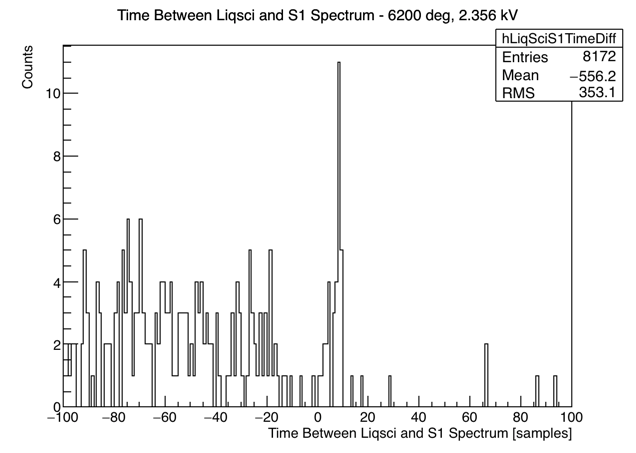 Time Between Liqsci and S1 Spectrum - 6200 deg, 2.356 kV
hLiqSciS1TimeDiff
Entries 8172
Mean −556.2
RMS 353.1
Counts
10
8
6
4
2
0
−100 −80 −60 −40 −20 0 20 40 60 80 100
Time Between Liqsci and S1 Spectrum [samples]